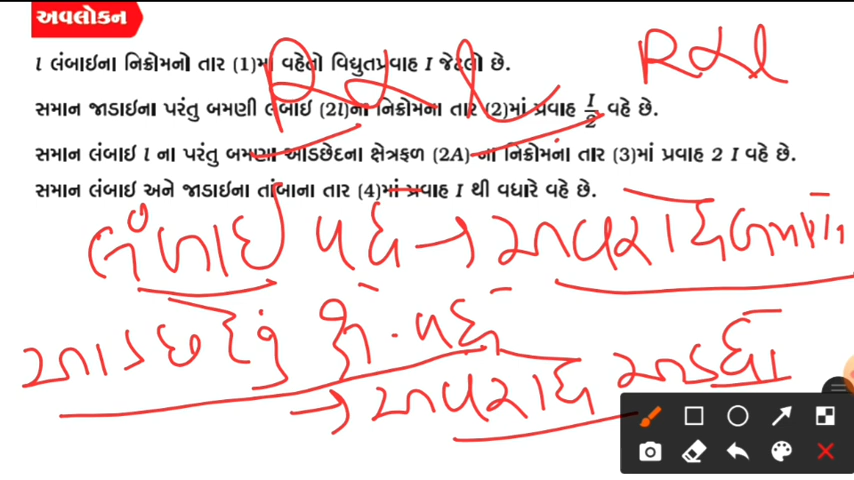 અવલોકન
l લંબાઈના નિક્રોમનો તાર (1)માં વહેતો વિદ્યુતપ્રવાહ I જેટલો છે.
R∝l R∝l
સમાન જાડાઈના પરંતુ બમણી લંબાઈ (2l)ના નિક્રોમના તાર (2)માં પ્રવાહ I/2 વહે છે.
સમાન લંબાઈ l ના પરંતુ બમણા આડછેદના ક્ષેત્રફળ (2A) ના નિક્રોમના તાર (3)માં પ્રવાહ 2 I વહે છે.
સમાન લંબાઈ અને જાડાઈના તાંબાના તાર (4)માં પ્રવાહ I થી વધારે વહે છે.
લંબાઈ વધે → અવરોધ બમણો
આડછેદનું ક્ષે. વધે
→ અવરોધ અડધો